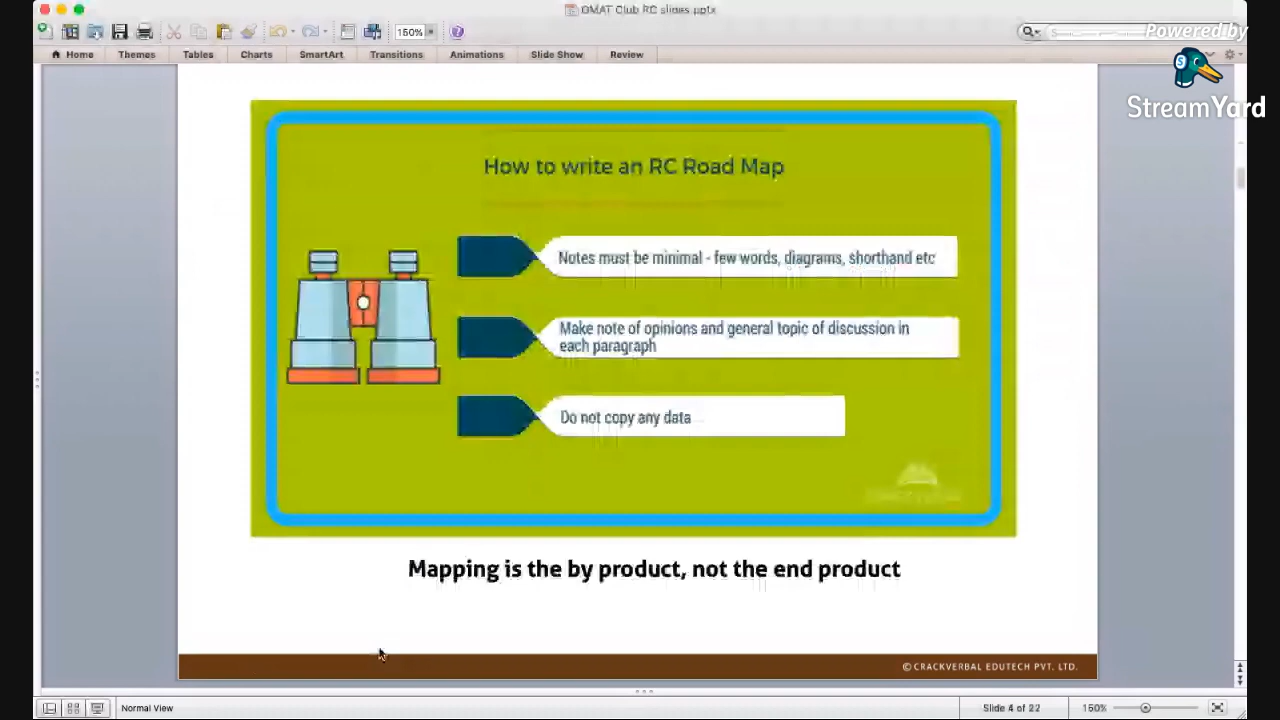 GMAT Club RC slides.pptx
Powered by
150%
Home Themes Tables Charts SmartArt Transitions Animations Slide Show Review
StreamYard
How to write an RC Road Map
Notes must be minimal - few words, diagrams, shorthand etc
Make note of opinions and general topic of discussion in
each paragraph
Do not copy any data
Mapping is the by product, not the end product
© CRACKVERBAL EDUTECH PVT. LTD.
Normal View
Slide 4 of 22
150%